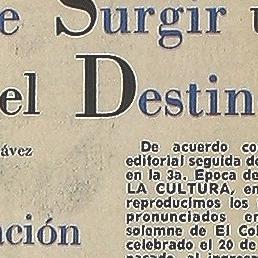 e Surgir u
el Destin
ávez
ación
De acuerdo co
editorial seguida d
en la 3a. Epoca de
LA CULTURA, en
reproducimos los
pronunciados en
solemne de El Col
celebrado el 20 de